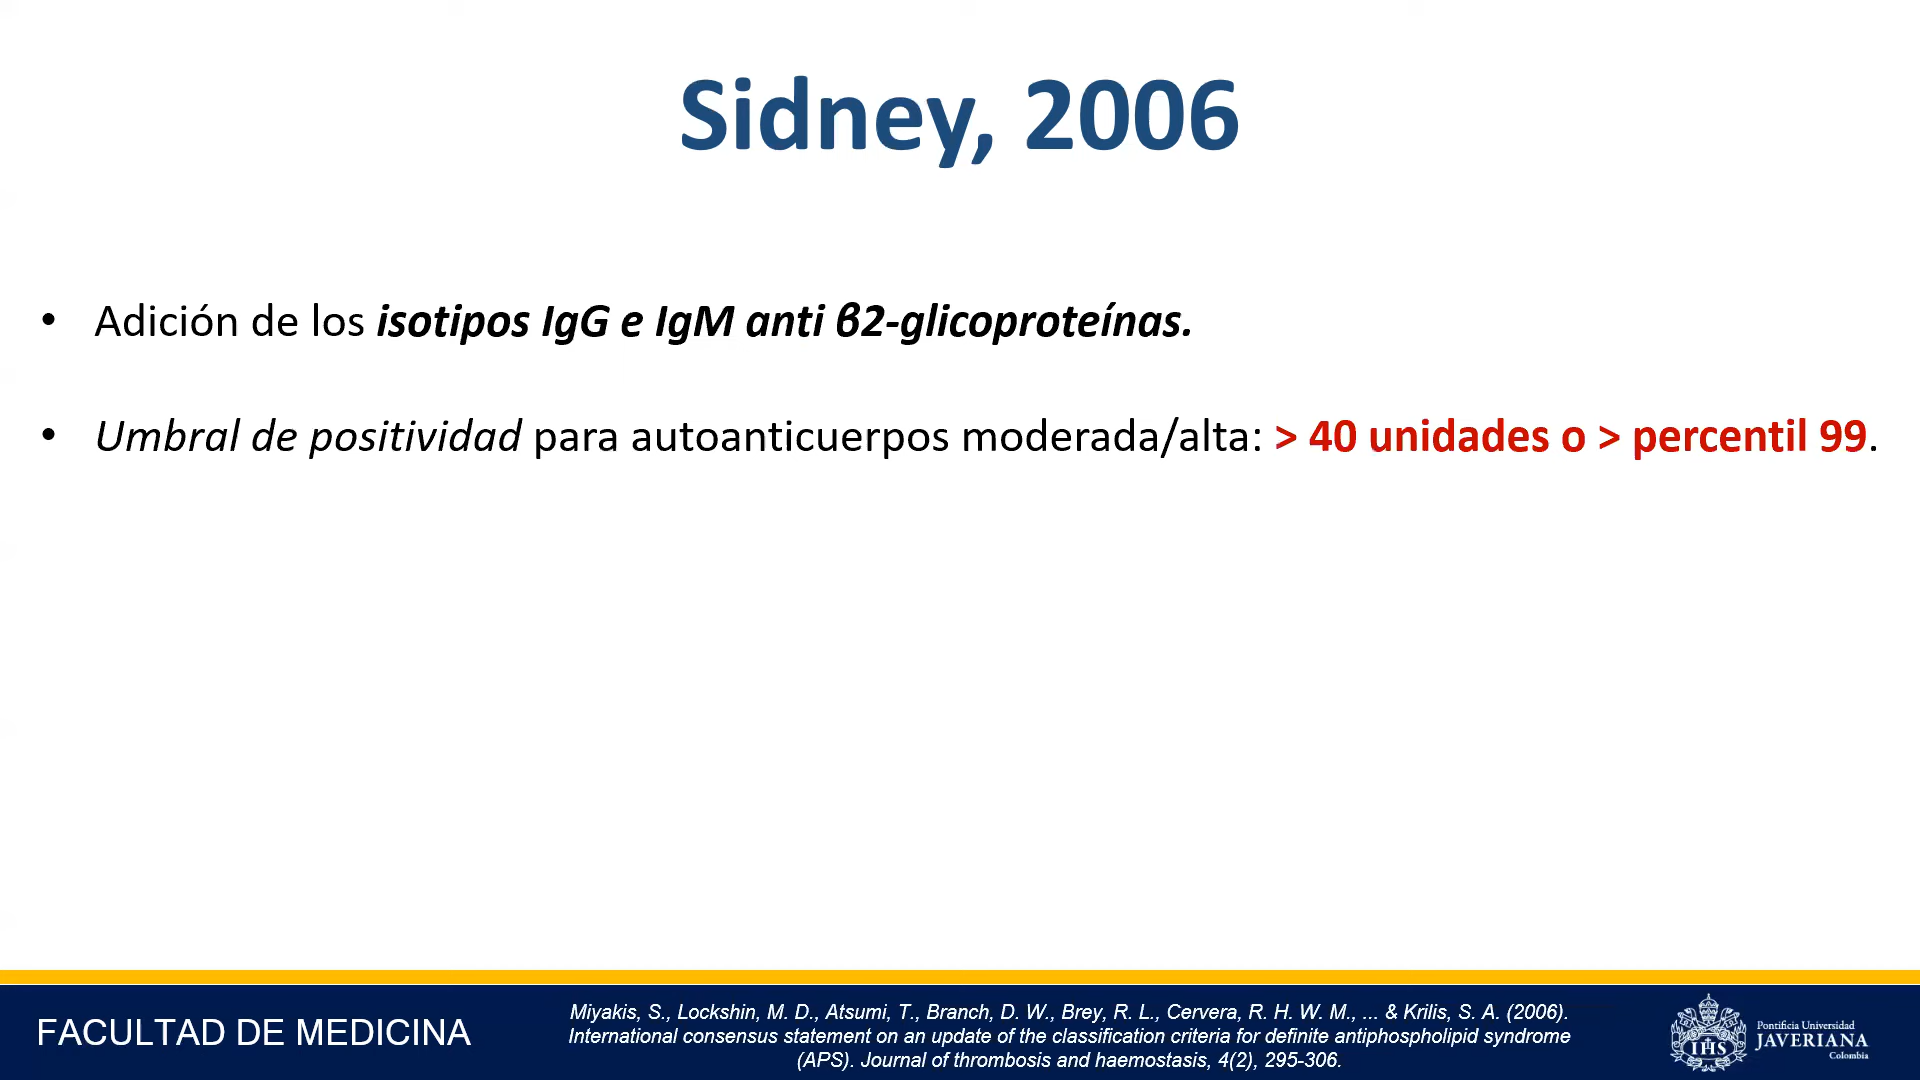 Sidney, 2006
• Adición de los isotipos IgG e IgM anti β2-glicoproteínas.
• Umbral de positividad para autoanticuerpos moderada/alta: > 40 unidades o > percentil 99.
FACULTAD DE MEDICINA
Miyakis, S., Lockshin, M. D., Atsumi, T., Branch, D. W., Brey, R. L., Cervera, R. H. W. M., ... & Krilis, S. A. (2006).
International consensus statement on an update of the classification criteria for definite antiphospholipid syndrome
(APS). Journal of thrombosis and haemostasis, 4(2), 295-306.
IHS
Pontificia Universidad
JAVERIANA
Colombia